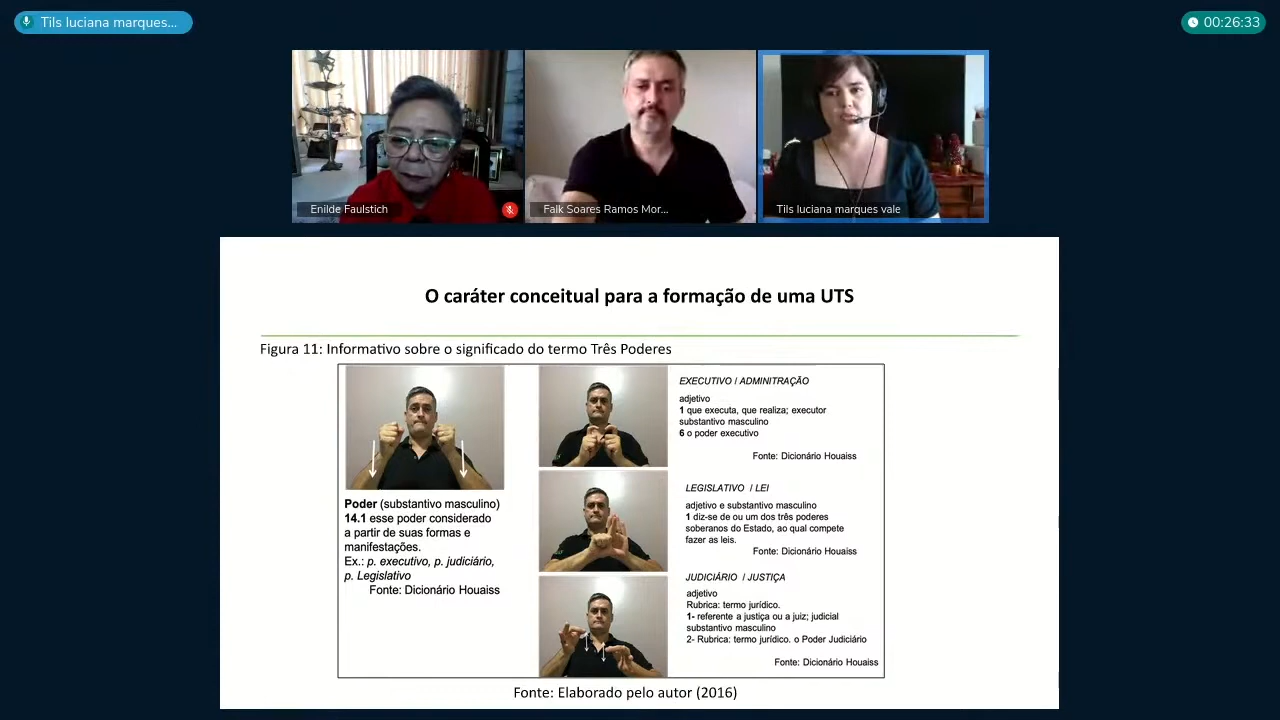 Tils luciana marques...
00:26:33
Enilde Faulstich
Falk Soares Ramos Mor...
Tils luciana marques vale
O caráter conceitual para a formação de uma UTS
Figura 11: Informativo sobre o significado do termo Três Poderes
Poder (substantivo masculino)
14.1 esse poder considerado
a partir de suas formas e
manifestações.
Ex.: p. executivo, p. judiciário,
p. Legislativo
Fonte: Dicionário Houaiss
EXECUTIVO / ADMINITRAÇÃO
adjetivo
1 que executa, que realiza; executor
substantivo masculino
6 o poder executivo
Fonte: Dicionário Houaiss
LEGISLATIVO / LEI
adjetivo e substantivo masculino
1 diz-se de ou um dos três poderes
soberanos do Estado, ao qual compete
fazer as leis.
Fonte: Dicionário Houaiss
JUDICIÁRIO / JUSTIÇA
adjetivo
Rubrica: termo jurídico.
1- referente a justiça ou a juiz; judicial
substantivo masculino
2- Rubrica: termo jurídico. o Poder Judiciário
Fonte: Dicionário Houaiss
Fonte: Elaborado pelo autor (2016)